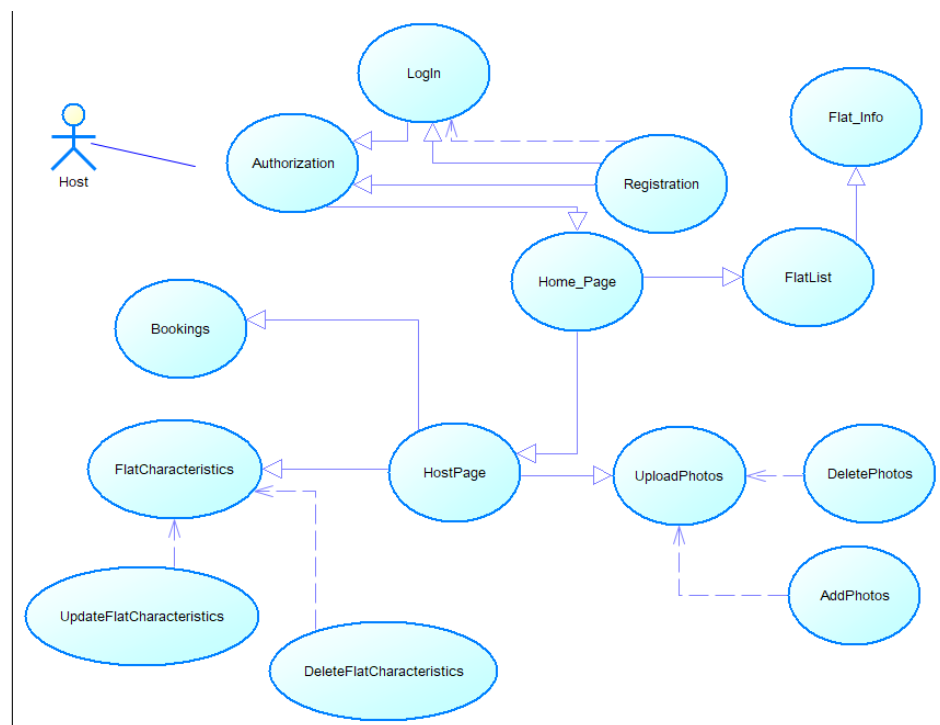 LogIn
Flat_Info
Host
Authorization
Registration
Home_Page
FlatList
Bookings
FlatCharacteristics
HostPage
UploadPhotos
DeletePhotos
AddPhotos
UpdateFlatCharacteristics
DeleteFlatCharacteristics